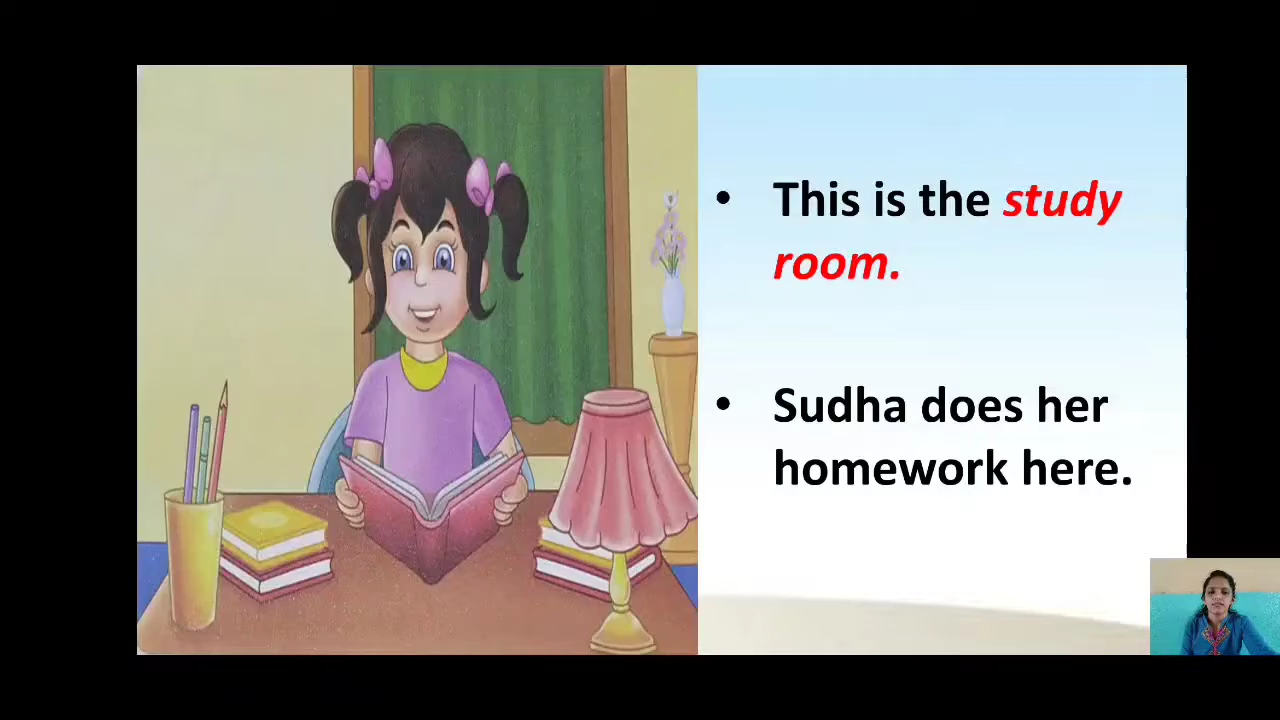 • This is the study
room.
• Sudha does her
homework here.